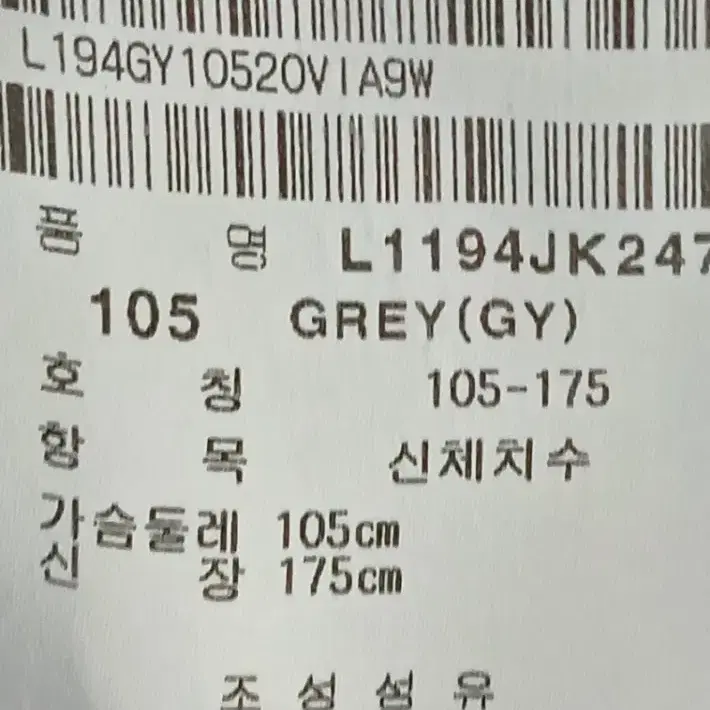 L194GY10520VIA9W
품 명 L1194JK247
105 GREY(GY)
호 칭 105-175
항 목 신체치수
가슴둘레 105cm
신 장 175cm
조성섬유